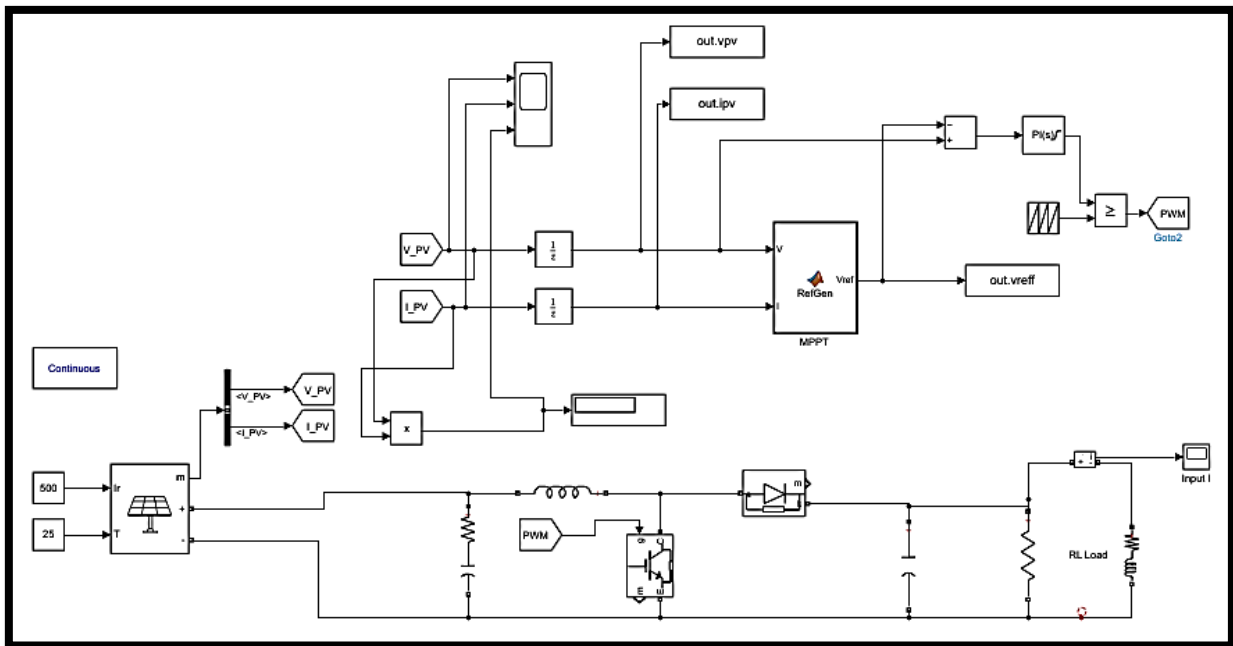 out.vpv
out.ipv
−
+
PI(s)
≥
PWM
Goto2
V_PV
1
z
V
RefGen
Vref
out.vreff
I_PV
1
z
I
MPPT
Continuous
<V_PV>
V_PV
<I_PV>
I_PV
x
500
Ir
m
+
25
T
-
PWM
g
C
m
E
m
+
-
i
Input I
RL Load